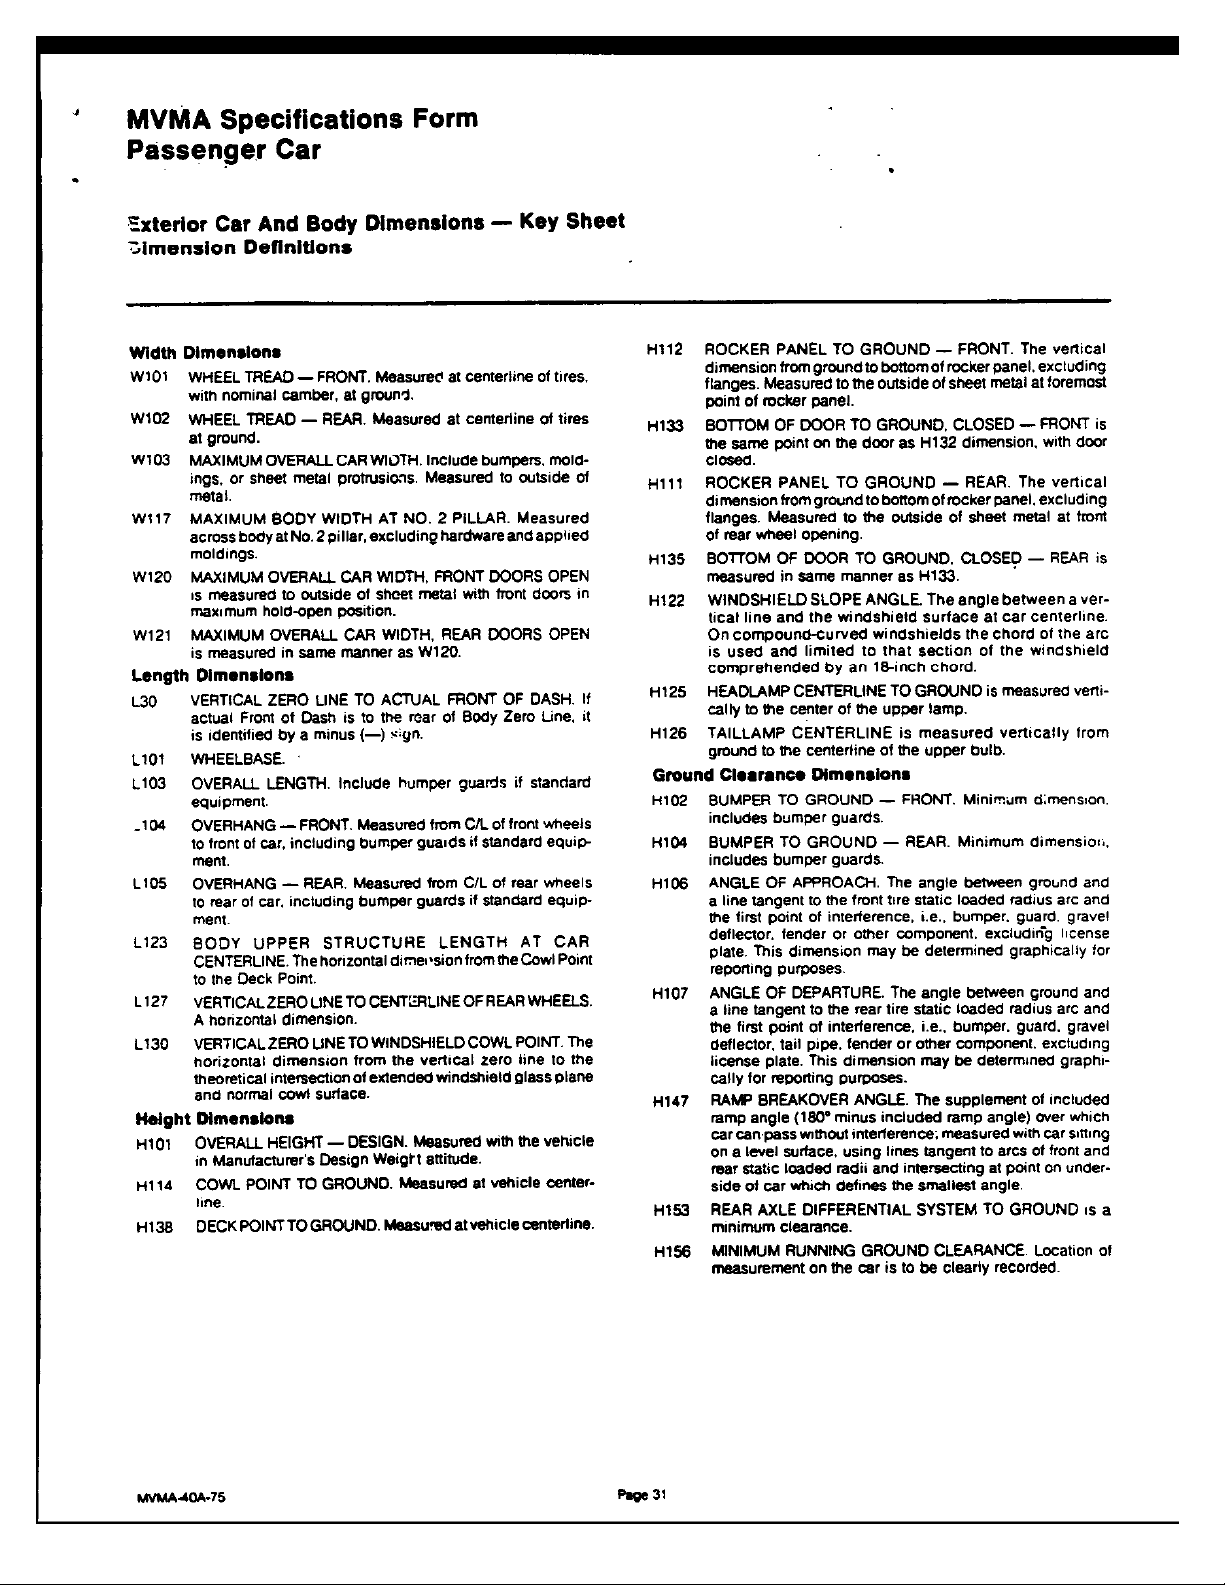 MVMA Specifications Form
Passenger Car
Exterior Car And Body Dimensions — Key Sheet
Dimension Definitions
Width Dimensions
W101 WHEEL TREAD — FRONT. Measured at centerline of tires,
with nominal camber, at ground.
W102 WHEEL TREAD — REAR. Measured at centerline of tires
at ground.
W103 MAXIMUM OVERALL CAR WIDTH. Include bumpers, mold-
ings, or sheet metal protrusions. Measured to outside of
metal.
W117 MAXIMUM BODY WIDTH AT NO. 2 PILLAR. Measured
across body at No. 2 pillar, excluding hardware and applied
moldings.
W120 MAXIMUM OVERALL CAR WIDTH, FRONT DOORS OPEN
is measured to outside of sheet metal with front doors in
maximum hold-open position.
W121 MAXIMUM OVERALL CAR WIDTH, REAR DOORS OPEN
is measured in same manner as W120.
Length Dimensions
L30 VERTICAL ZERO LINE TO ACTUAL FRONT OF DASH. If
actual Front of Dash is to the rear of Body Zero Line, it
is identified by a minus (—) sign.
L101 WHEELBASE.
L103 OVERALL LENGTH. Include bumper guards if standard
equipment.
L104 OVERHANG — FRONT. Measured from C/L of front wheels
to front of car, including bumper guards if standard equip-
ment.
L105 OVERHANG — REAR. Measured from C/L of rear wheels
to rear of car, including bumper guards if standard equip-
ment.
L123 BODY UPPER STRUCTURE LENGTH AT CAR
CENTERLINE. The horizontal dimension from the Cowl Point
to the Deck Point.
L127 VERTICAL ZERO LINE TO CENTERLINE OF REAR WHEELS.
A horizontal dimension.
L130 VERTICAL ZERO LINE TO WINDSHIELD COWL POINT. The
horizontal dimension from the vertical zero line to the
theoretical intersection of extended windshield glass plane
and normal cowl surface.
Height Dimensions
H101 OVERALL HEIGHT — DESIGN. Measured with the vehicle
in Manufacturer's Design Weight attitude.
H114 COWL POINT TO GROUND. Measured at vehicle center-
line.
H138 DECK POINT TO GROUND. Measured at vehicle centerline.
H112 ROCKER PANEL TO GROUND — FRONT. The vertical
dimension from ground to bottom of rocker panel, excluding
flanges. Measured to the outside of sheet metal at foremost
point of rocker panel.
H133 BOTTOM OF DOOR TO GROUND, CLOSED — FRONT is
the same point on the door as H132 dimension, with door
closed.
H111 ROCKER PANEL TO GROUND — REAR. The vertical
dimension from ground to bottom of rocker panel, excluding
flanges. Measured to the outside of sheet metal at front
of rear wheel opening.
H135 BOTTOM OF DOOR TO GROUND, CLOSED — REAR is
measured in same manner as H133.
H122 WINDSHIELD SLOPE ANGLE. The angle between a ver-
tical line and the windshield surface at car centerline.
On compound-curved windshields the chord of the arc
is used and limited to that section of the windshield
comprehended by an 18-inch chord.
H125 HEADLAMP CENTERLINE TO GROUND is measured verti-
cally to the center of the upper lamp.
H126 TAILLAMP CENTERLINE is measured vertically from
ground to the centerline of the upper bulb.
Ground Clearance Dimensions
H102 BUMPER TO GROUND — FRONT. Minimum dimension,
includes bumper guards.
H104 BUMPER TO GROUND — REAR. Minimum dimension,
includes bumper guards.
H106 ANGLE OF APPROACH. The angle between ground and
a line tangent to the front tire static loaded radius arc and
the first point of interference, i.e., bumper, guard, gravel
deflector, fender or other component, excluding license
plate. This dimension may be determined graphically for
reporting purposes.
H107 ANGLE OF DEPARTURE. The angle between ground and
a line tangent to the rear tire static loaded radius arc and
the first point of interference, i.e., bumper, guard, gravel
deflector, tail pipe, fender or other component, excluding
license plate. This dimension may be determined graphi-
cally for reporting purposes.
H147 RAMP BREAKOVER ANGLE. The supplement of included
ramp angle (180° minus included ramp angle) over which
car can pass without interference; measured with car sitting
on a level surface, using lines tangent to arcs of front and
rear static loaded radii and intersecting at point on under-
side of car which defines the smallest angle.
H153 REAR AXLE DIFFERENTIAL SYSTEM TO GROUND is a
minimum clearance.
H156 MINIMUM RUNNING GROUND CLEARANCE. Location of
measurement on the car is to be clearly recorded.
MVMA-40A-75 Page 31